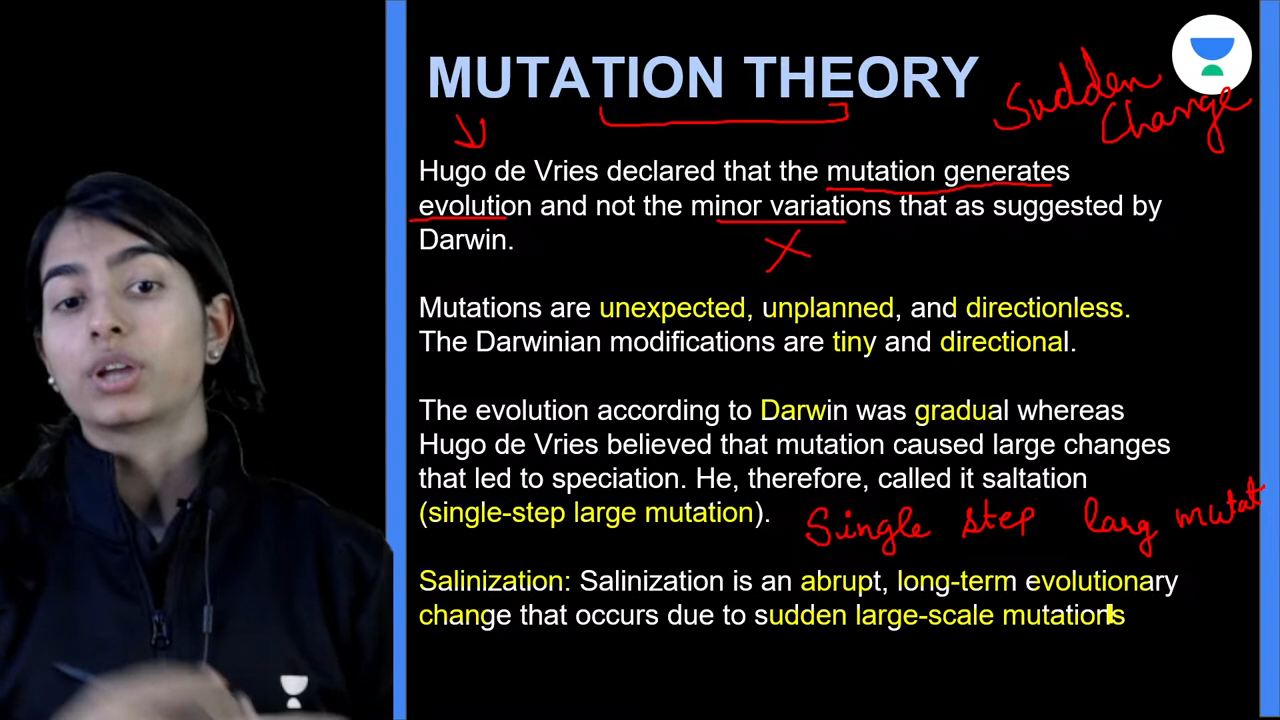 MUTATION THEORY
Sudden
Change
Hugo de Vries declared that the mutation generates
evolution and not the minor variations that as suggested by
Darwin.
Mutations are unexpected, unplanned, and directionless.
The Darwinian modifications are tiny and directional.
The evolution according to Darwin was gradual whereas
Hugo de Vries believed that mutation caused large changes
that led to speciation. He, therefore, called it saltation
(single-step large mutation).
Single step larg mutat
Salinization: Salinization is an abrupt, long-term evolutionary
change that occurs due to sudden large-scale mutations